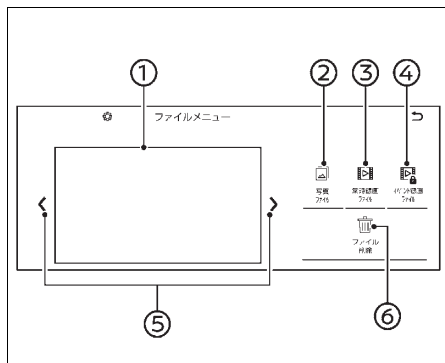 ① ② ③ ④
ファイルメニュー
写真
ファイル
常時録画
ファイル
イベント録画
ファイル
ファイル
削除
⑤ ⑥